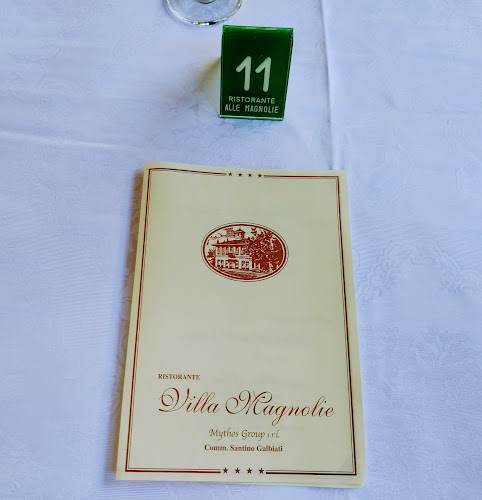 11
RISTORANTE
ALLE MAGNOLIE
RISTORANTE
Villa Magnolie
Mythos Group s.r.l.
Comm. Santino Galbiati